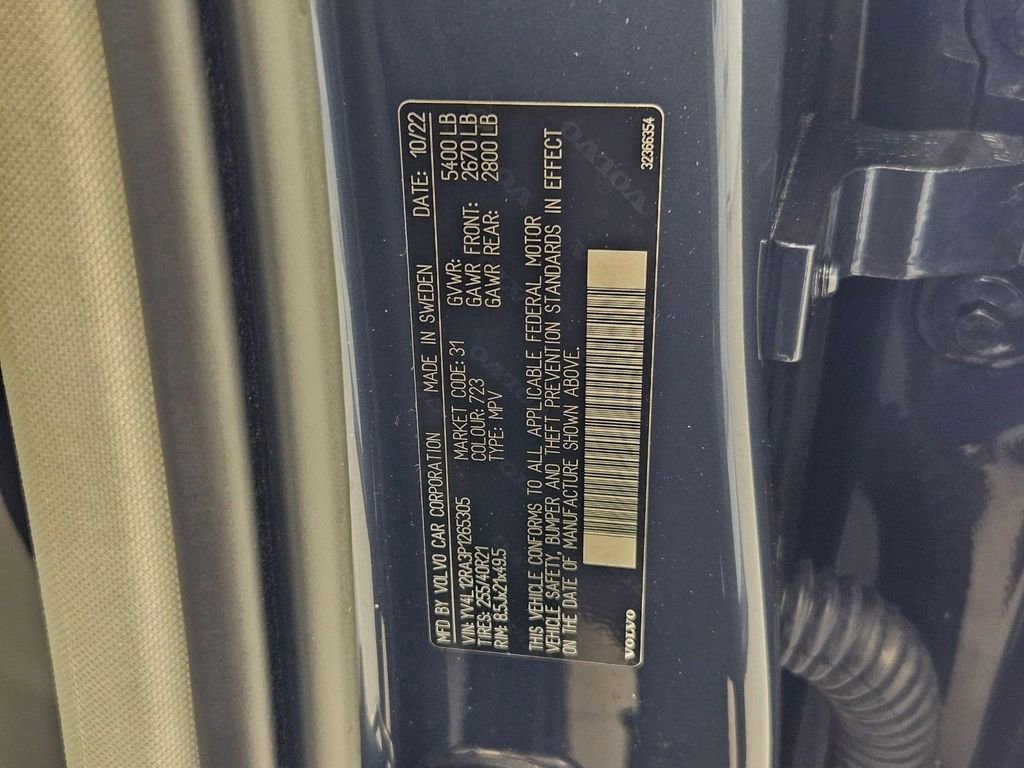 MFD BY VOLVO CAR CORPORATION MADE IN SWEDEN DATE: 10/22
VIN: YV4L12RA3P1265305 MARKET CODE: 31 GVWR: 5400 LB
TIRES: 255/40R21 COLOUR: 723 GAWR FRONT: 2670 LB
RIM: 8.5Jx21x49.5 TYPE: MPV GAWR REAR: 2800 LB
THIS VEHICLE CONFORMS TO ALL APPLICABLE FEDERAL MOTOR
VEHICLE SAFETY, BUMPER AND THEFT PREVENTION STANDARDS IN EFFECT
ON THE DATE OF MANUFACTURE SHOWN ABOVE.
VOLVO 32366354